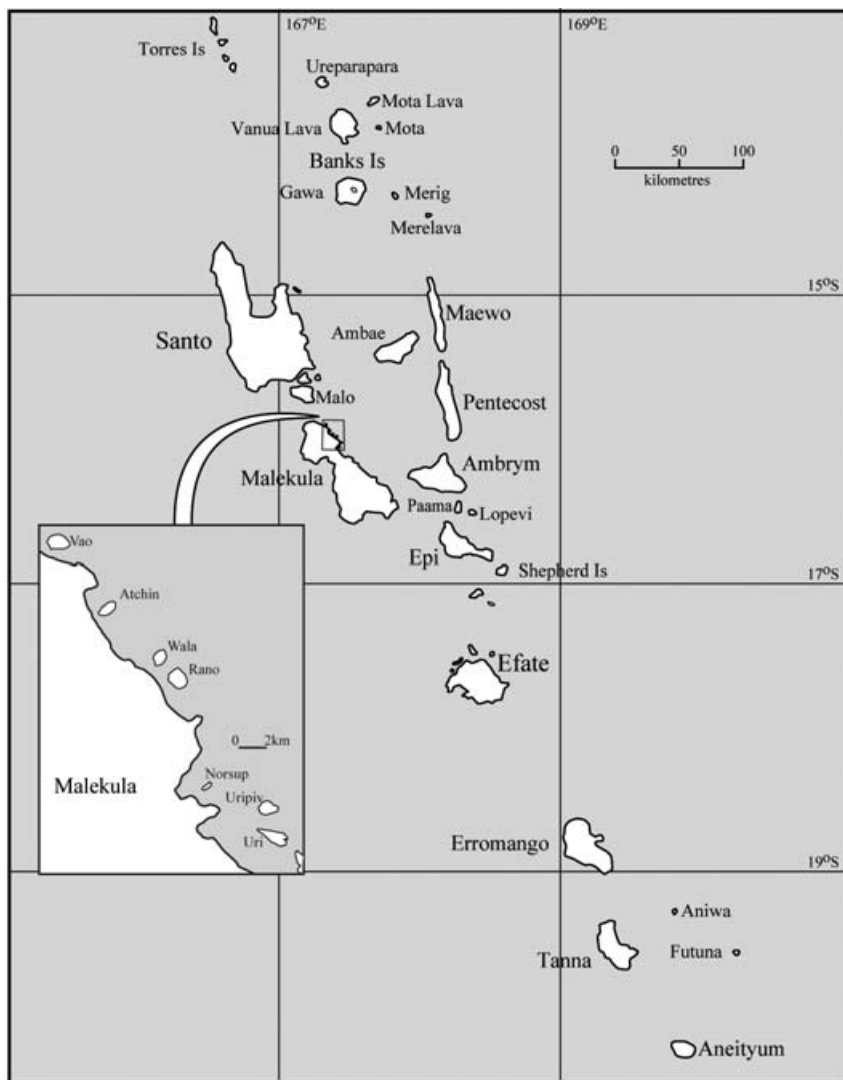 167°E
169°E
Torres Is
Ureparapara
Mota Lava
Vanua Lava
Mota
Banks Is
0 50 100
kilometres
Gawa
Merig
Merelava
15°S
Maewo
Santo
Ambae
Malo
Pentecost
Malekula
Ambrym
Paama
Lopevi
Epi
Shepherd Is
17°S
Vao
Atchin
Wala
Rano
Efate
0 2km
Malekula
Norsup
Uripiv
Uri
Erromango
19°S
Aniwa
Tanna
Futuna
Aneityum